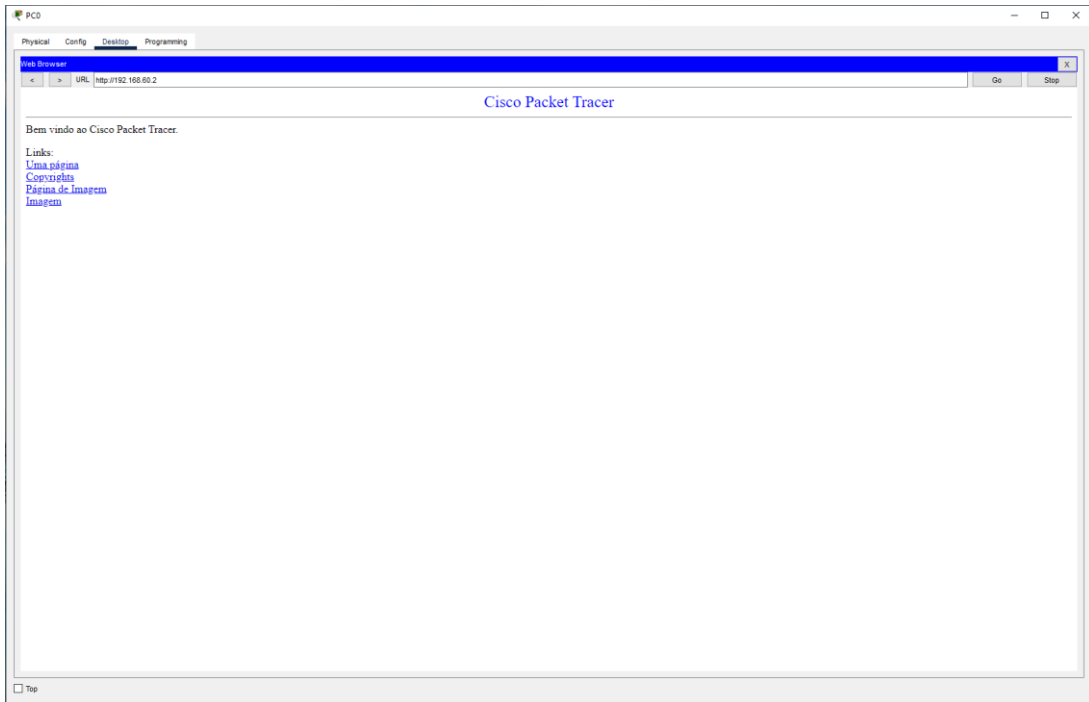 PC0
Physical Config Desktop Programming
Web Browser X
< > URL http://192.168.60.2 Go Stop
Cisco Packet Tracer
Bem vindo ao Cisco Packet Tracer.
Links:
Uma página
Copyrights
Página de Imagem
Imagem
Top